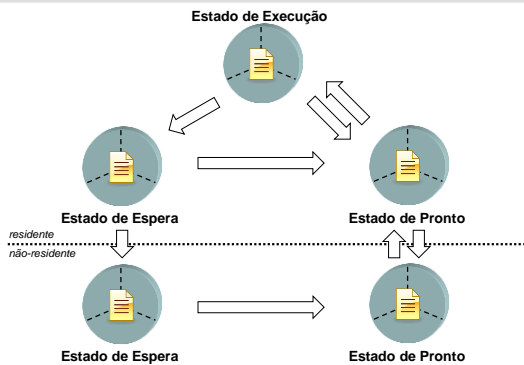 Estado de Execução
Estado de Espera
Estado de Pronto
residente
não-residente
Estado de Espera
Estado de Pronto